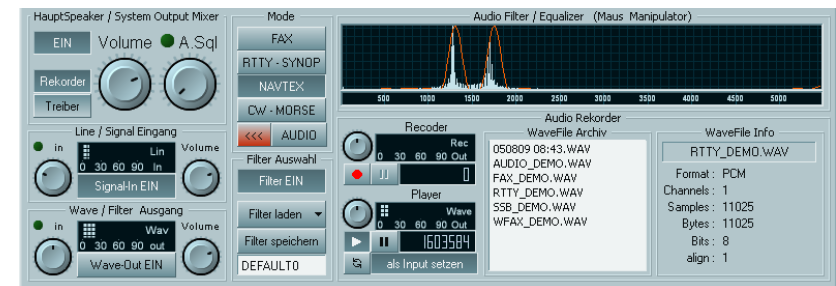 HauptSpeaker / System Output Mixer
EIN
Volume
A.Sql
Rekorder
Treiber
Line / Signal Eingang
in
Lin
Volume
0 30 60 90 In
Signal-In EIN
Wave / Filter Ausgang
in
Wav
Volume
0 30 60 90 out
Wave-Out EIN
Mode
FAX
RTTY - SYNOP
NAVTEX
CW - MORSE
<<< AUDIO
Filter Auswahl
Filter EIN
Filter laden
Filter speichern
DEFAULT0
Audio Filter / Equalizer (Maus Manipulator)
500 1000 1500 2000 2500 3000 3500 4000 4500 5000
Audio Rekorder
Recoder
Rec
0 30 60 90 Out
0
Player
Wave
0 30 60 90 Out
1603584
als Input setzen
WaveFile Archiv
050809 08:43.WAV
AUDIO_DEMO.WAV
FAX_DEMO.WAV
RTTY_DEMO.WAV
SSB_DEMO.WAV
WFAX_DEMO.WAV
WaveFile Info
RTTY_DEMO.WAV
Format : PCM
Channels : 1
Samples : 11025
Bytes : 11025
Bits : 8
align : 1